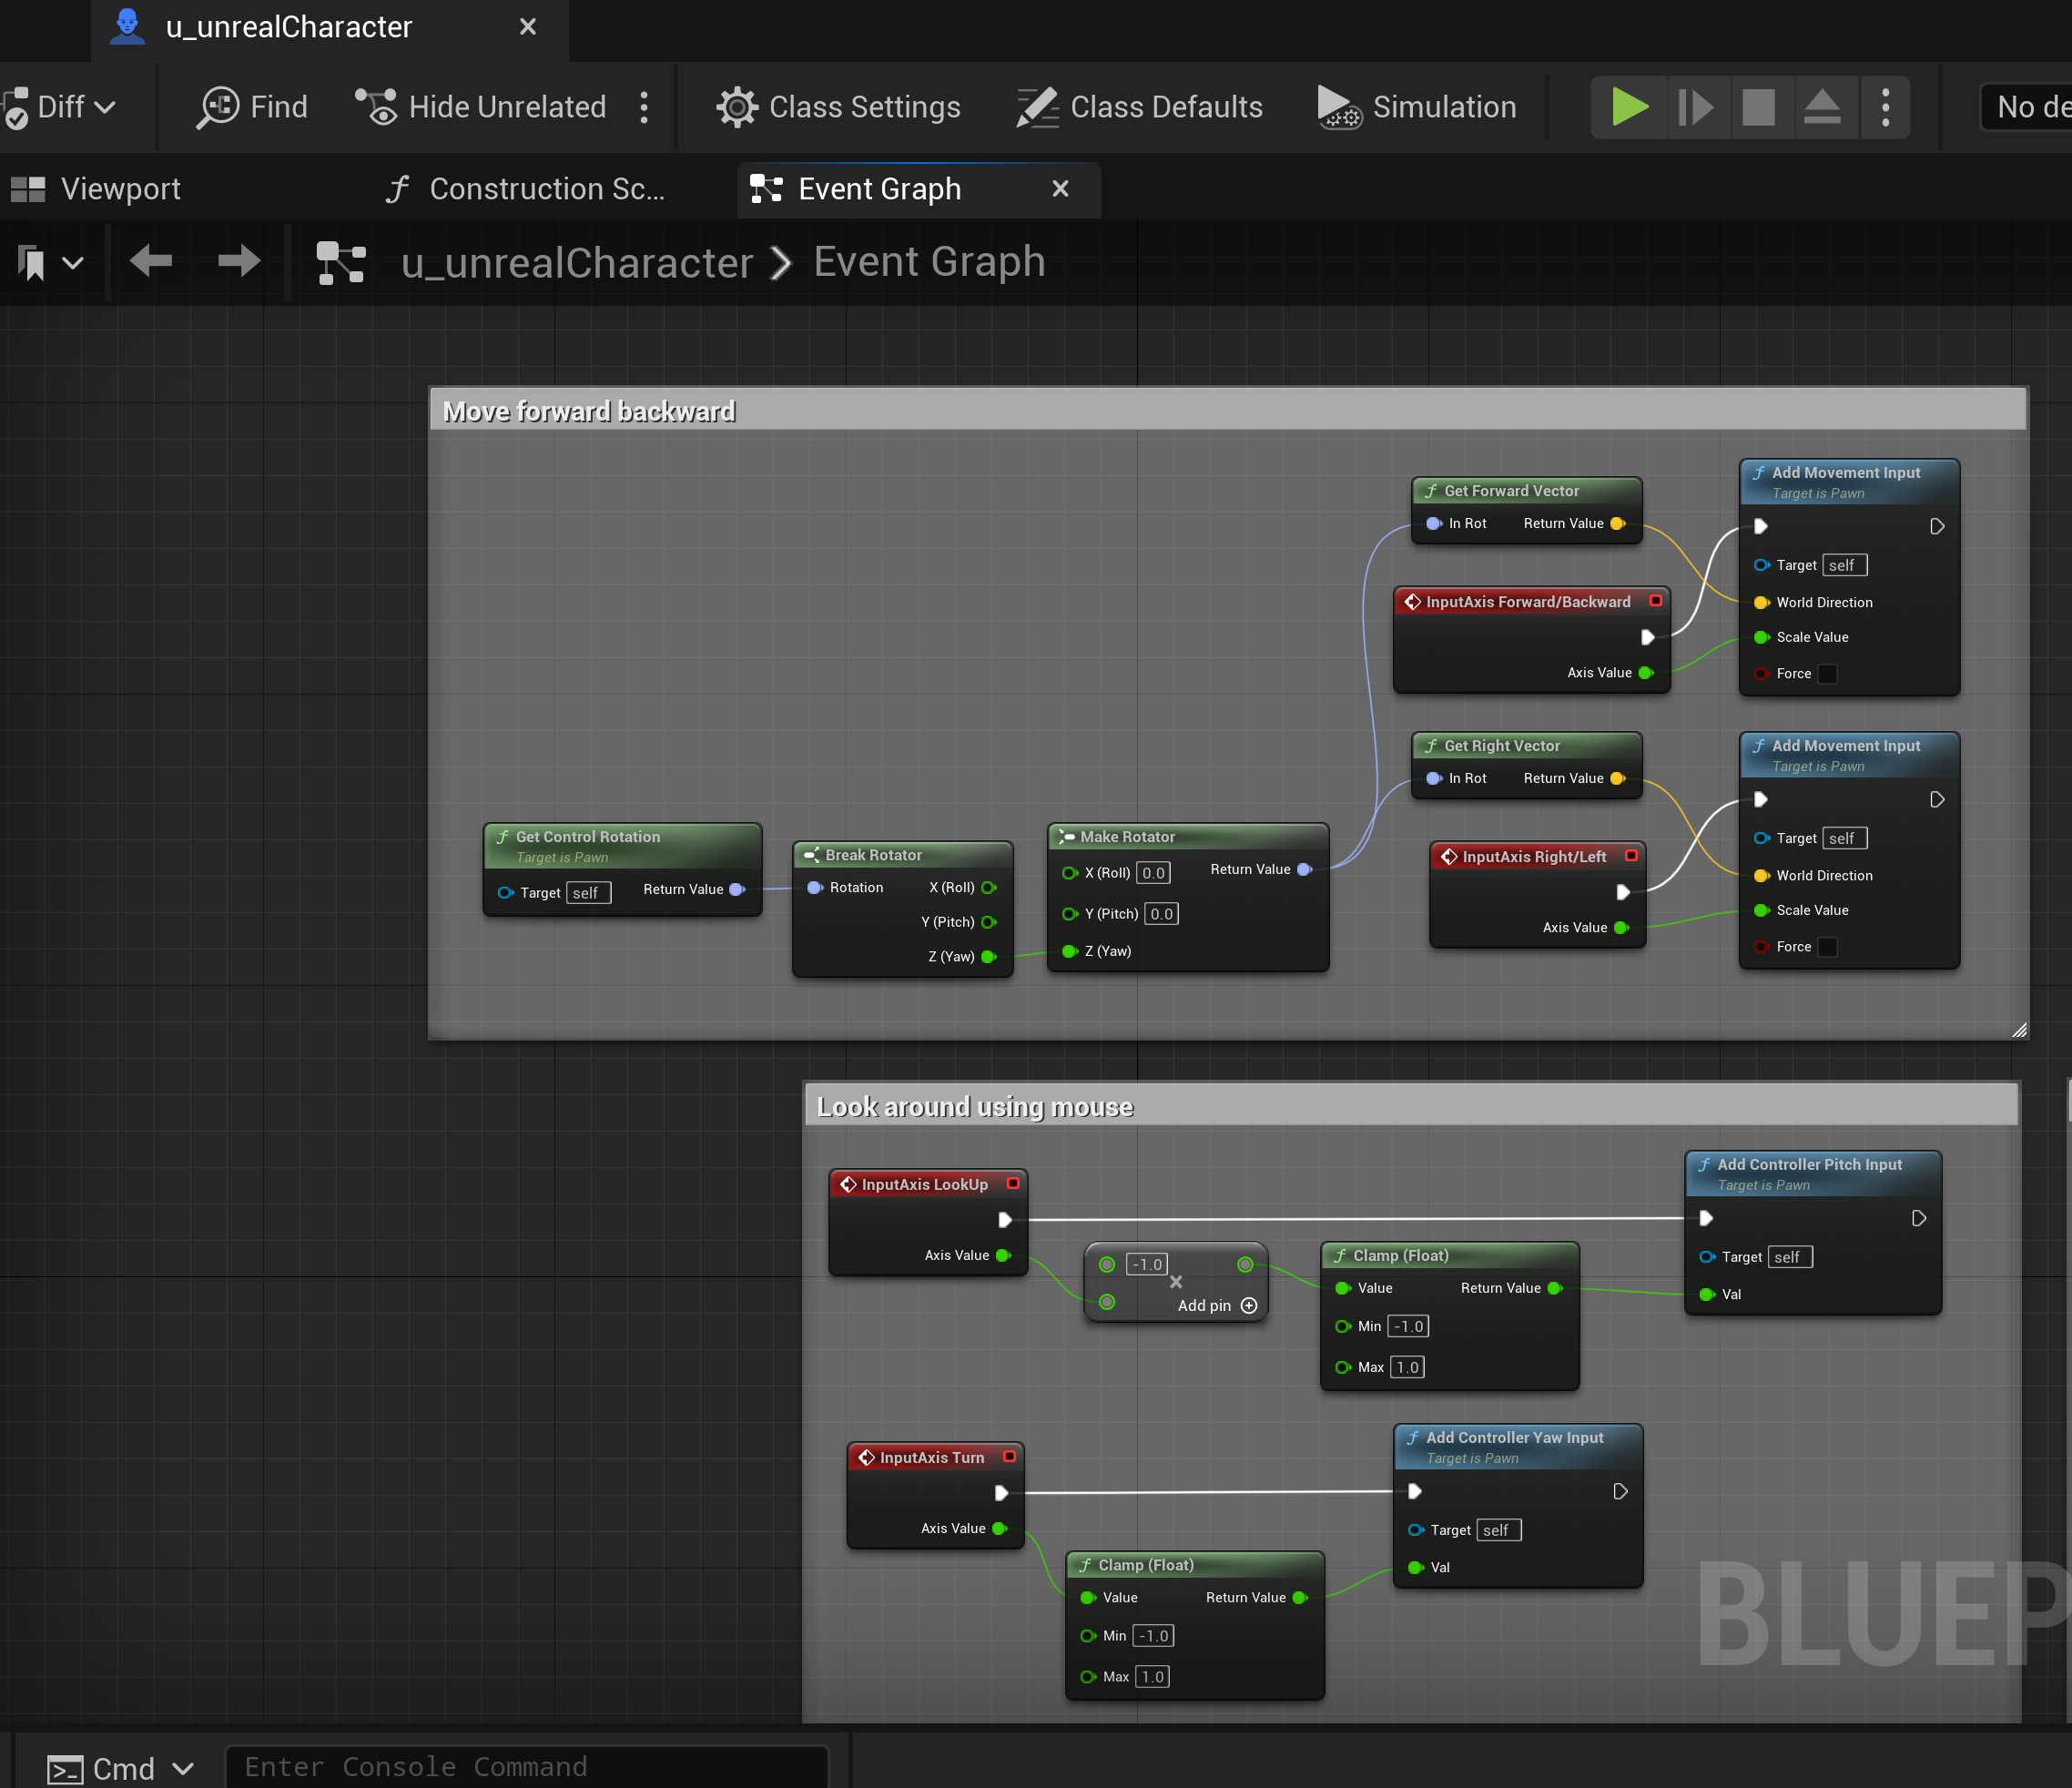 u_unrealCharacter
Diff
Find
Hide Unrelated
Class Settings
Class Defaults
Simulation
No de
Viewport
Construction Sc...
Event Graph
u_unrealCharacter > Event Graph
Move forward backward
Get Forward Vector
In Rot Return Value
Add Movement Input
Target is Pawn
Target self
World Direction
Scale Value
Force
InputAxis Forward/Backward
Axis Value
Get Right Vector
In Rot Return Value
Add Movement Input
Target is Pawn
Target self
World Direction
Scale Value
Force
InputAxis Right/Left
Axis Value
Get Control Rotation
Target is Pawn
Target self Return Value
Break Rotator
Rotation X (Roll)
Y (Pitch)
Z (Yaw)
Make Rotator
X (Roll) 0.0 Return Value
Y (Pitch) 0.0
Z (Yaw)
Look around using mouse
InputAxis LookUp
Axis Value
-1.0
Add pin
Clamp (Float)
Value Return Value
Min -1.0
Max 1.0
Add Controller Pitch Input
Target is Pawn
Target self
Val
InputAxis Turn
Axis Value
Clamp (Float)
Value Return Value
Min -1.0
Max 1.0
Add Controller Yaw Input
Target is Pawn
Target self
Val
BLUEP
Cmd
Enter Console Command